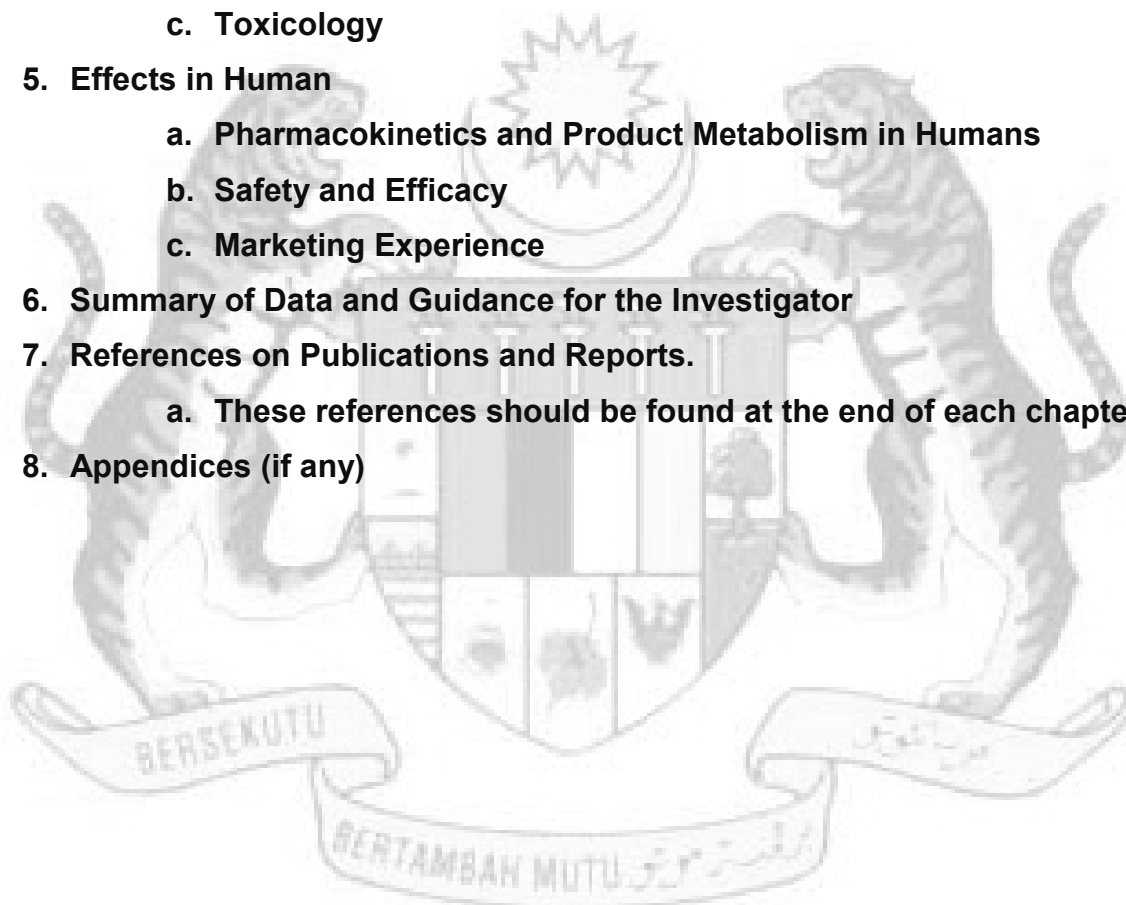 c. Toxicology
5. Effects in Human
a. Pharmacokinetics and Product Metabolism in Humans
b. Safety and Efficacy
c. Marketing Experience
6. Summary of Data and Guidance for the Investigator
7. References on Publications and Reports.
a. These references should be found at the end of each chapte
8. Appendices (if any)
BERSEKUTU
BERTAMBAH MUTU